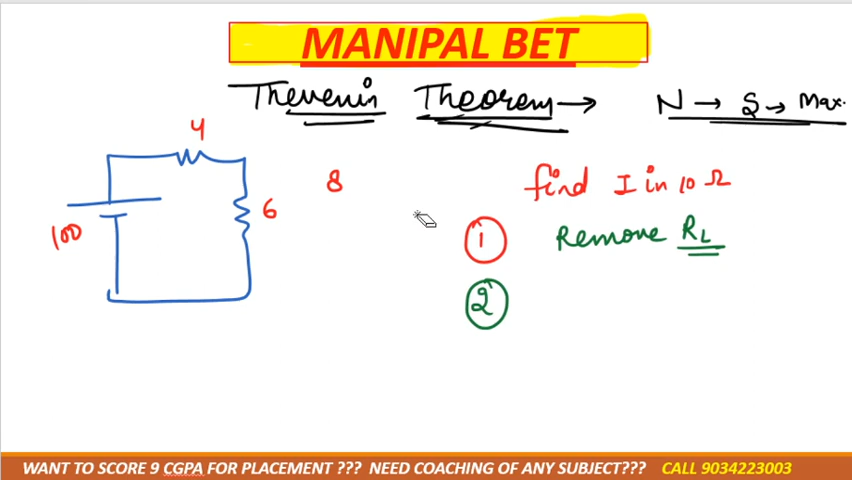 MANIPAL BET
Thevenin Theorem → N → S → Max.
4
100
6
8
find I in 10 Ω
1 Remove RL
2
WANT TO SCORE 9 CGPA FOR PLACEMENT ??? NEED COACHING OF ANY SUBJECT??? CALL 9034223003